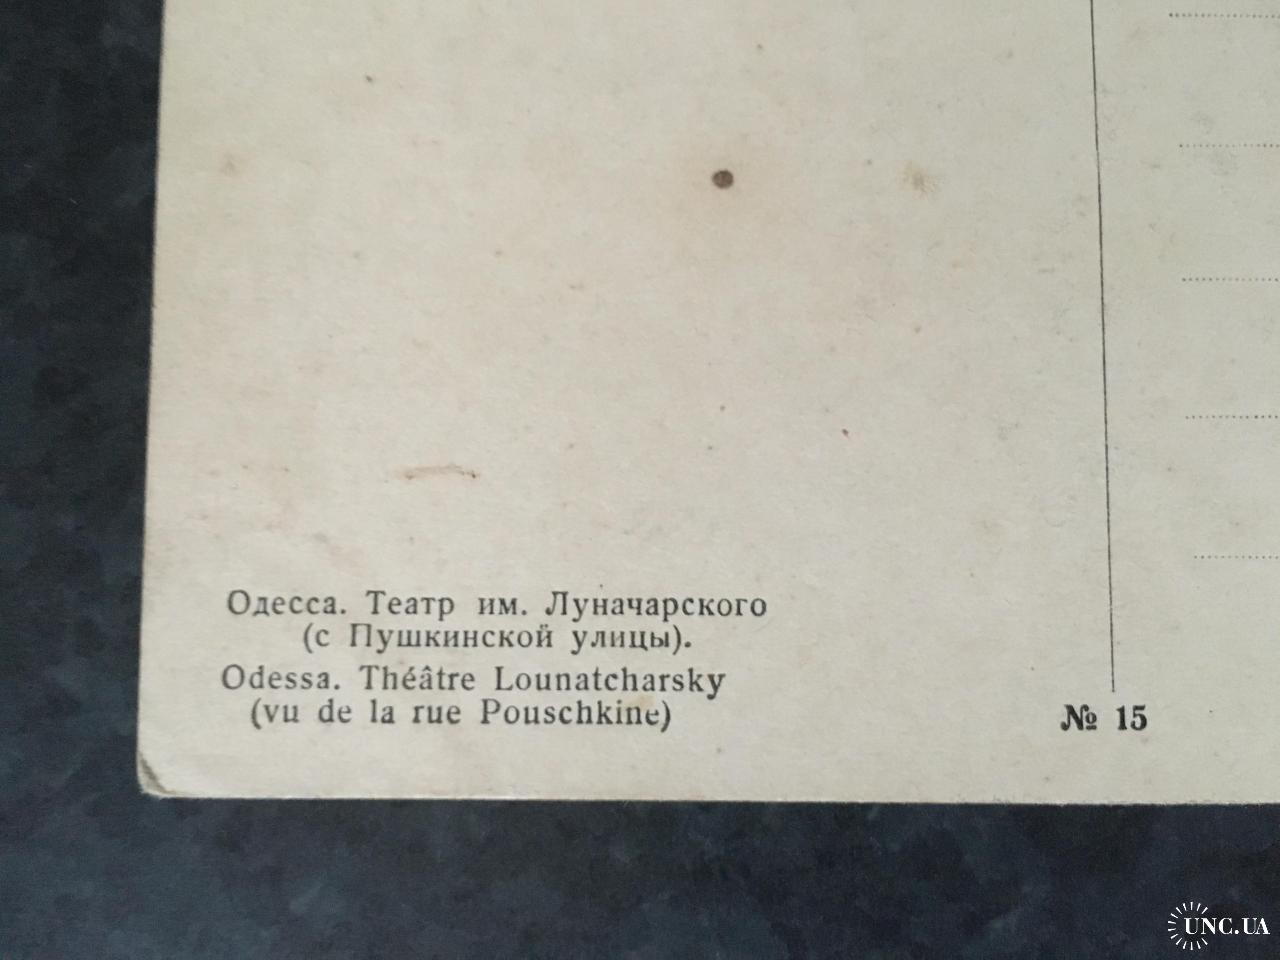 Одесса. Театр им. Луначарского
(с Пушкинской улицы).
Odessa. Théâtre Lounatcharsky
(vu de la rue Pouschkine)
№ 15
UNC.UA